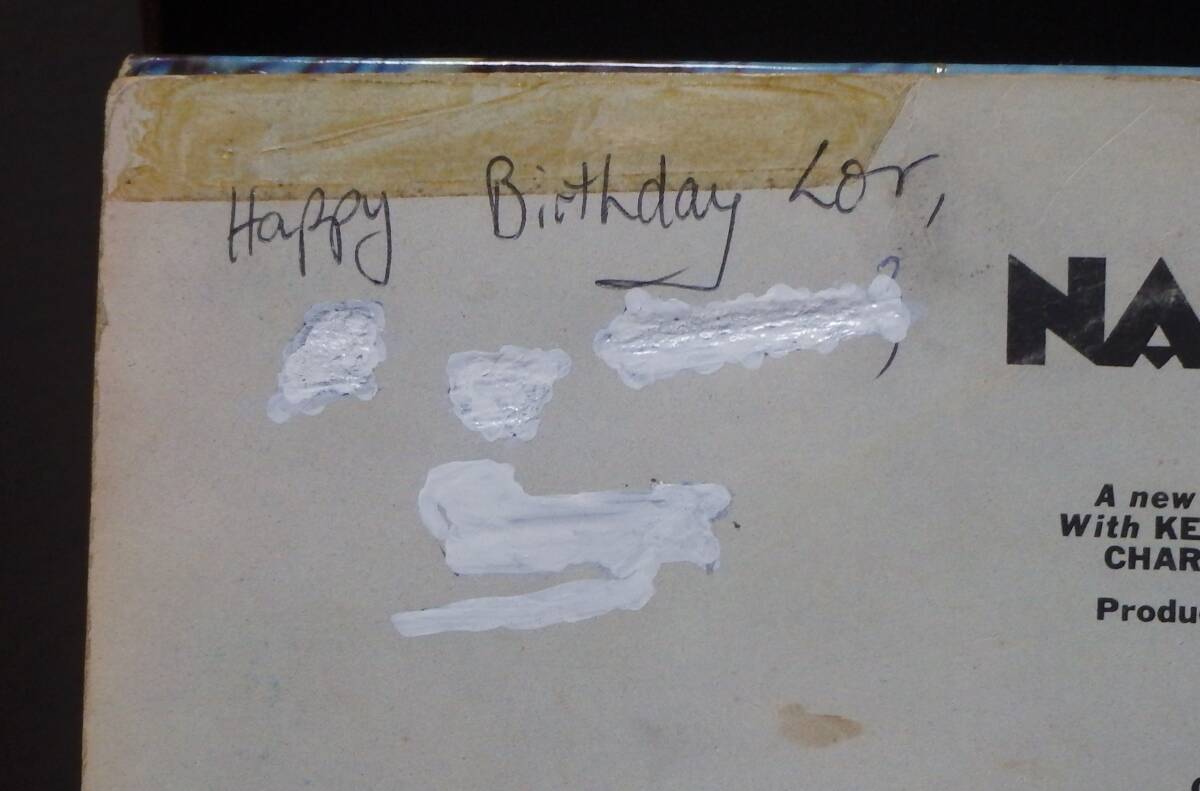 Happy Birthday Lor,
NA
A new
With KE
CHAR
Produ